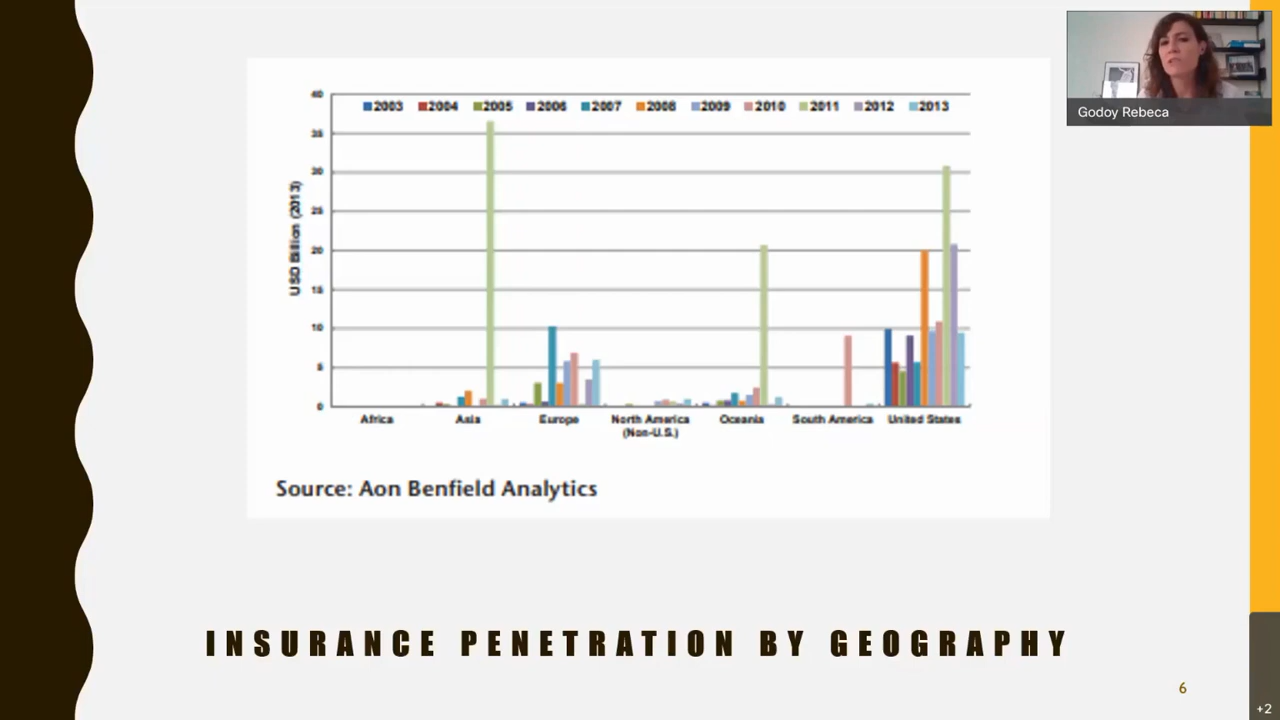 Godoy Rebeca
40
2003 2004 2005 2006 2007 2008 2009 2010 2011 2012 2013
35
30
25
20
15
10
5
0
USD Billion (2013)
Africa Asia Europe North America (Non-U.S.) Oceania South America United States
Source: Aon Benfield Analytics
INSURANCE PENETRATION BY GEOGRAPHY
6
+2